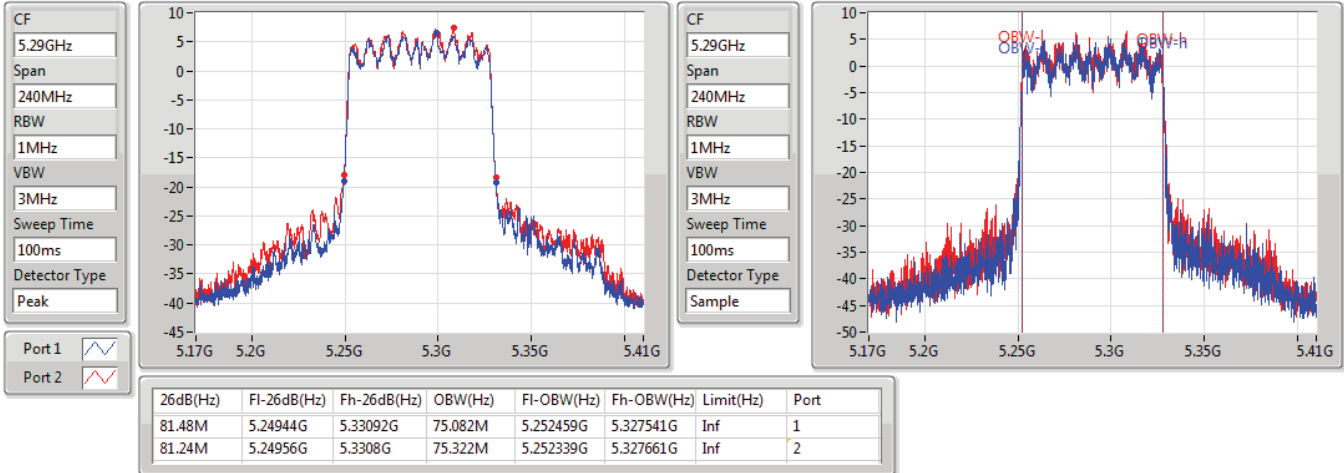 CF
5.29GHz
Span
240MHz
RBW
1MHz
VBW
3MHz
Sweep Time
100ms
Detector Type
Peak
10
5
0
-5
-10
-15
-20
-25
-30
-35
-40
-45
5.17G 5.2G 5.25G 5.3G 5.35G 5.41G
CF
5.29GHz
Span
240MHz
RBW
1MHz
VBW
3MHz
Sweep Time
100ms
Detector Type
Sample
10
5
0
-5
-10
-15
-20
-25
-30
-35
-40
-45
-50
OBW-l
OBW-h
OBW-h
5.17G 5.2G 5.25G 5.3G 5.35G 5.41G
Port 1
Port 2
26dB(Hz) Fl-26dB(Hz) Fh-26dB(Hz) OBW(Hz) Fl-OBW(Hz) Fh-OBW(Hz) Limit(Hz) Port
81.48M 5.24944G 5.33092G 75.082M 5.252459G 5.327541G Inf 1
81.24M 5.24956G 5.3308G 75.322M 5.252339G 5.327661G Inf 2